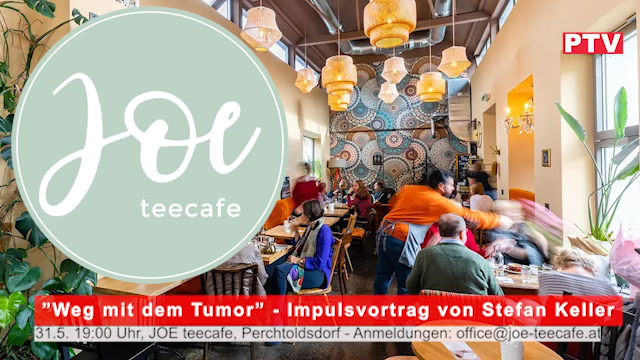 PTV
Joe
teecafe
”Weg mit dem Tumor” - Impulsvortrag von Stefan Keller
31.5. 19:00 Uhr, JOE teecafe, Perchtoldsdorf - Anmeldungen: office@joe-teecafe.at